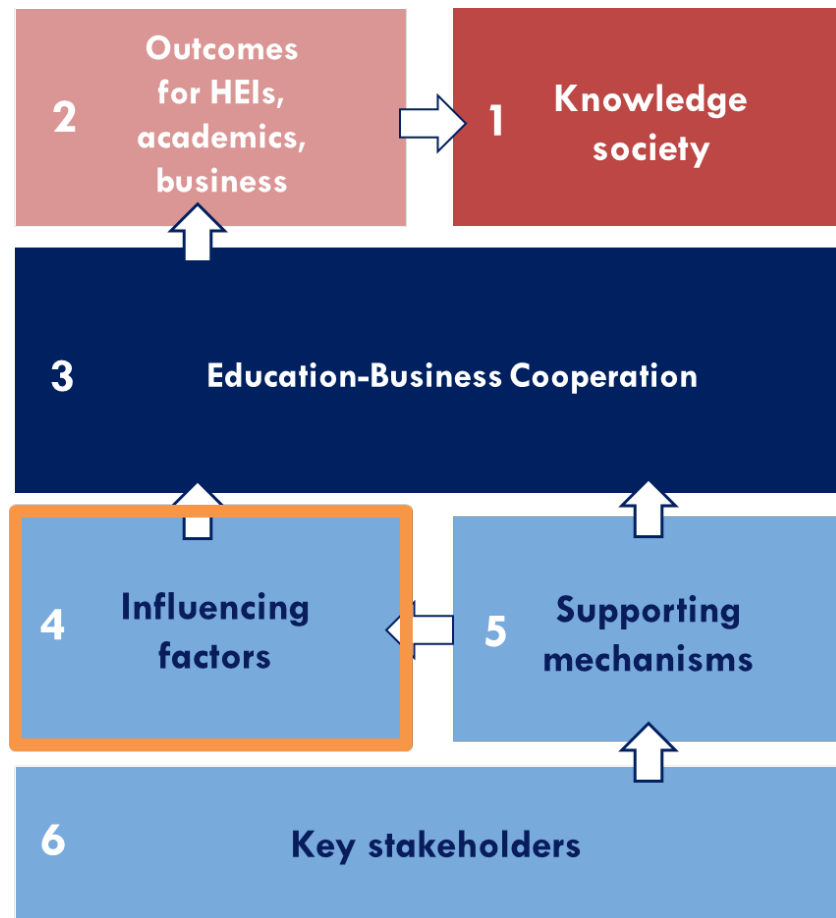 2
Outcomes
for HEIs,
academics,
business
1
Knowledge
society
3
Education-Business Cooperation
4
Influencing
factors
5
Supporting
mechanisms
6
Key stakeholders